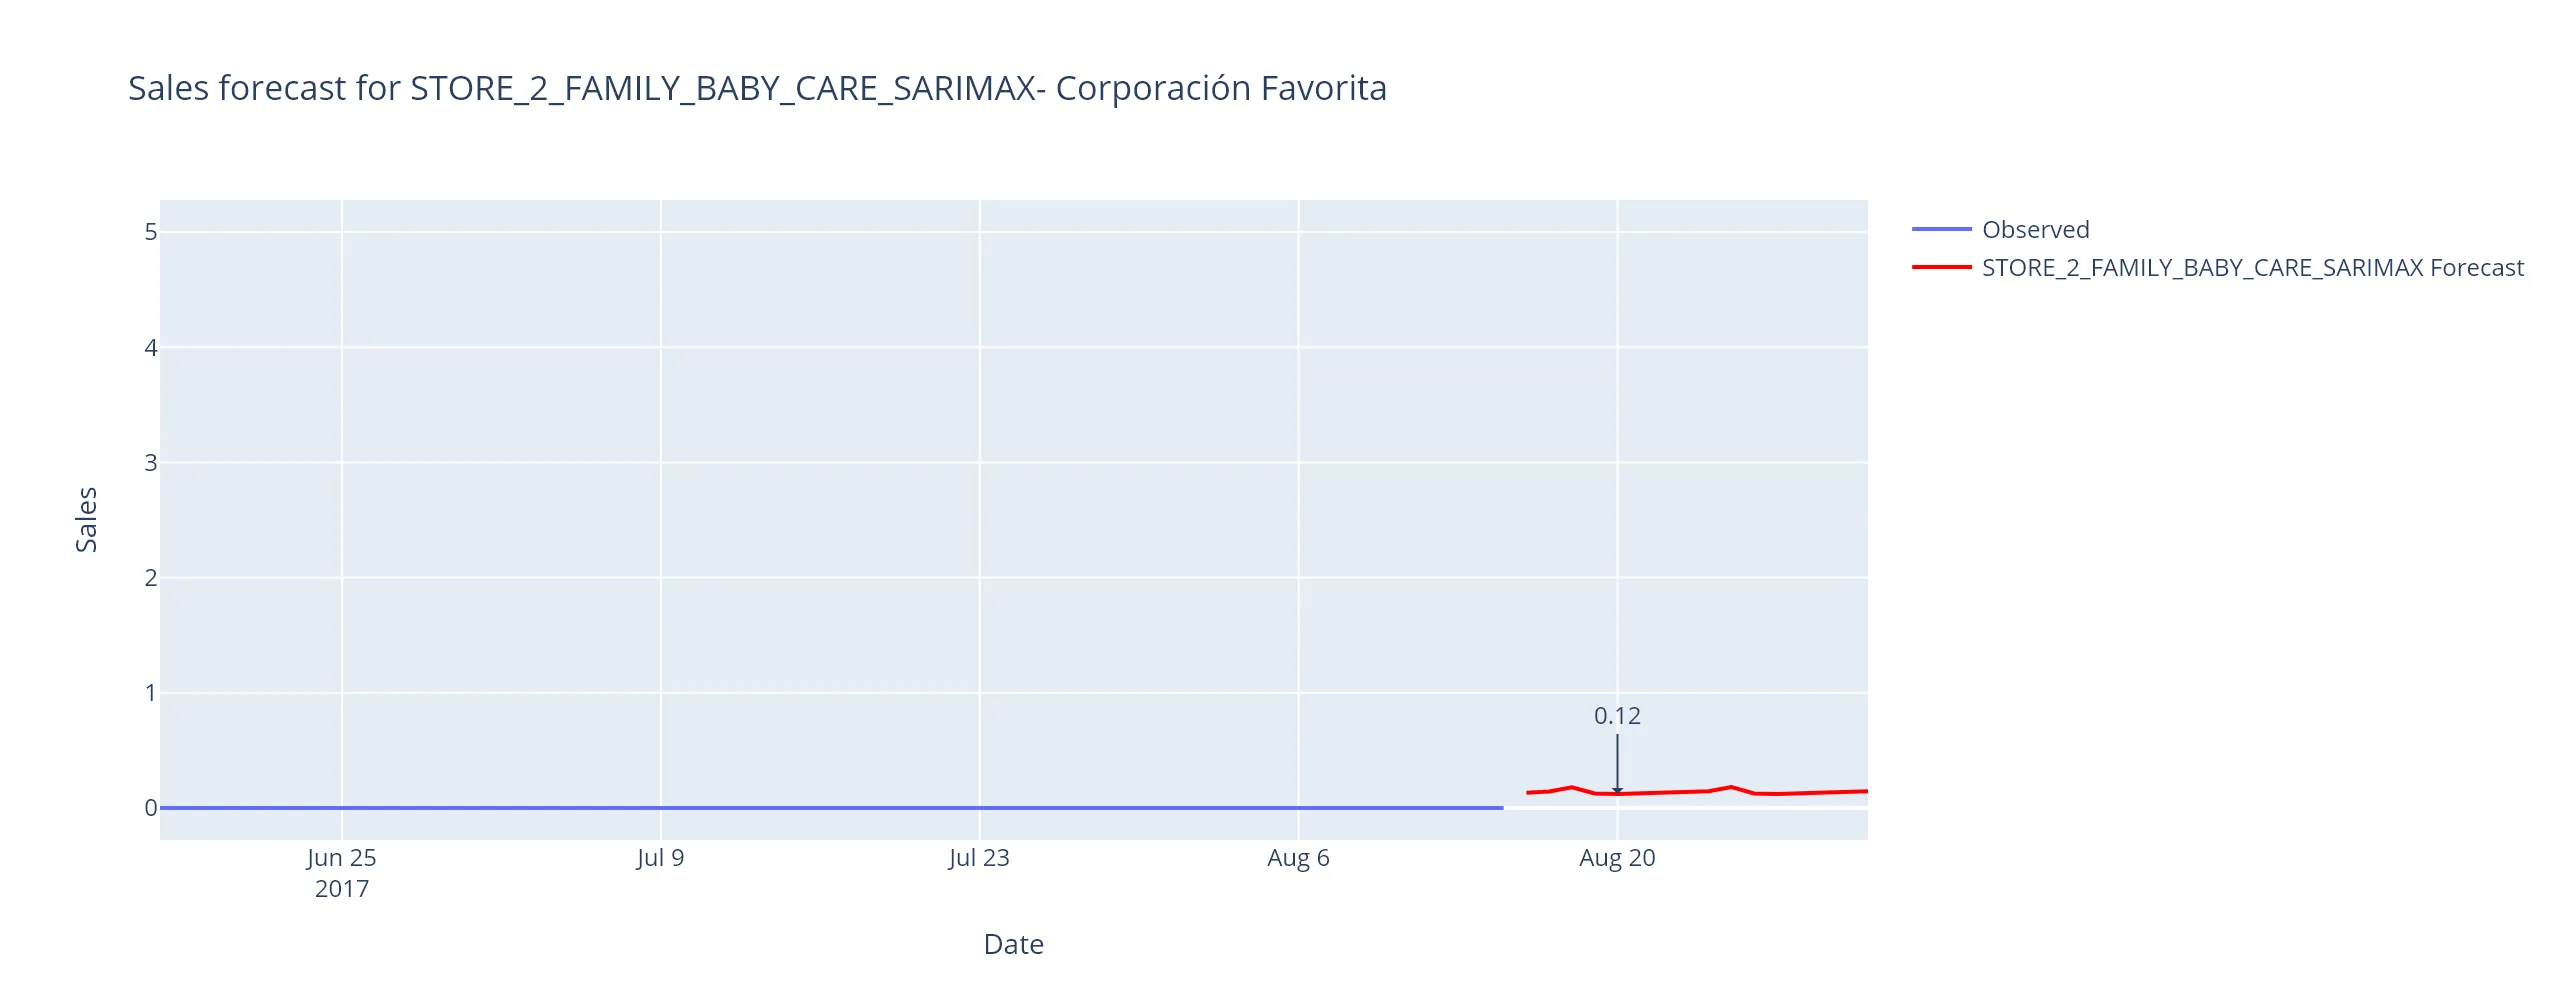 Sales forecast for STORE_2_FAMILY_BABY_CARE_SARIMAX- Corporación Favorita
Observed
STORE_2_FAMILY_BABY_CARE_SARIMAX Forecast
5
4
3
2
1
0
Sales
0.12
Jun 25
2017
Jul 9
Jul 23
Aug 6
Aug 20
Date